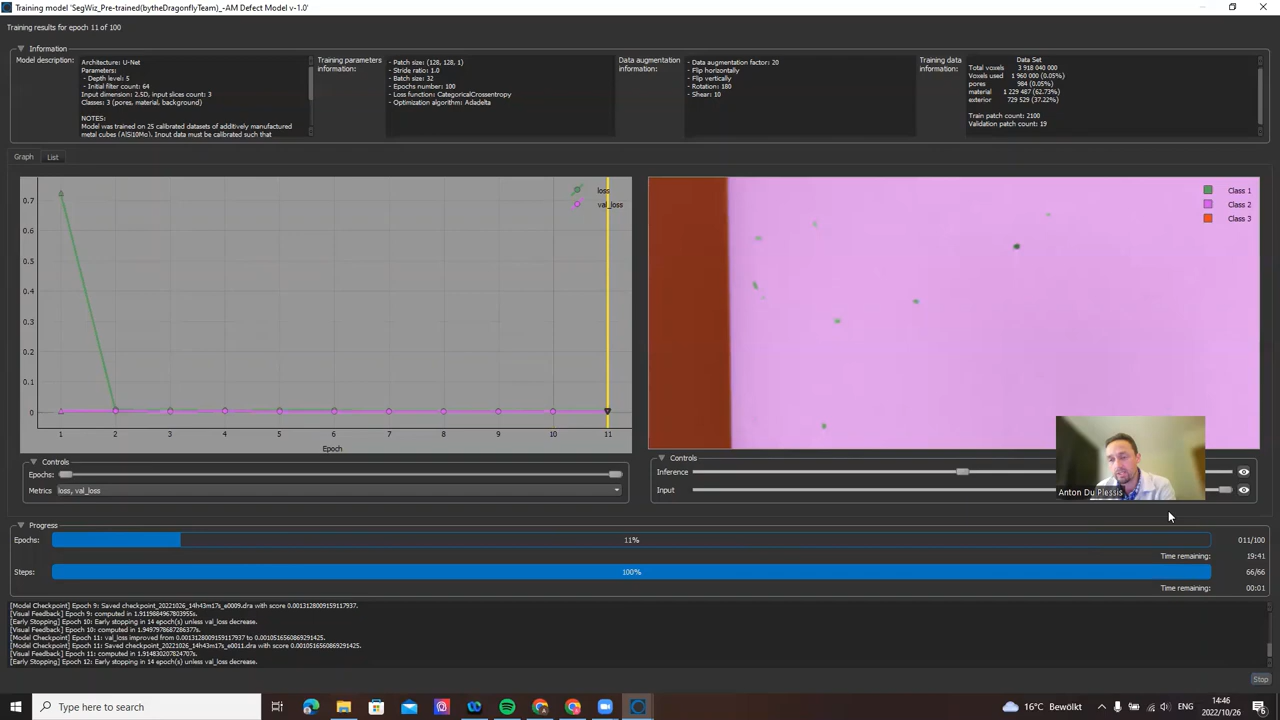 Training model 'SegWiz_Pre-trained(bytheDragonflyTeam)_-AM Defect Model v-1.0'
Training results for epoch 11 of 100
Information
Model description:
Architecture: U-Net
Parameters:
- Depth level: 5
- Initial filter count: 64
Input dimension: 2.5D, input slices count: 3
Classes: 3 (pores, material, background)
NOTES:
Model was trained on 25 calibrated datasets of additively manufactured
metal cubes (AlSi10Mo). Input data must be calibrated such that
Training parameters
information:
- Patch size: (128, 128, 1)
- Stride ratio: 1.0
- Batch size: 32
- Epochs number: 100
- Loss function: CategoricalCrossentropy
- Optimization algorithm: Adadelta
Data augmentation
information:
- Data augmentation factor: 20
- Flip horizontally
- Flip vertically
- Rotation: 180
- Shear: 10
Training data
information:
Data Set
Total voxels 3 918 040 000
Voxels used 1 960 000 (0.05%)
pores 984 (0.05%)
material 1 229 487 (62.73%)
exterior 729 529 (37.22%)
Train patch count: 2100
Validation patch count: 19
Graph
List
loss
val_loss
0.7
0.6
0.5
0.4
0.3
0.2
0.1
0
1 2 3 4 5 6 7 8 9 10 11
Epoch
Class 1
Class 2
Class 3
Controls
Epochs:
Metrics loss, val_loss
Controls
Inference
Input
Anton Du Plessis
Progress
Epochs: 11% 011/100
Time remaining: 19:41
Steps: 100% 66/66
Time remaining: 00:01
[Model Checkpoint] Epoch 9: Saved checkpoint_20221026_14h43m17s_e0009.dra with score 0.0013128009159117937.
[Visual Feedback] Epoch 9: computed in 1.9119884967803955s.
[Early Stopping] Epoch 10: Early stopping in 14 epoch(s) unless val_loss decrease.
[Visual Feedback] Epoch 10: computed in 1.9497978687286377s.
[Model Checkpoint] Epoch 11: val_loss improved from 0.0013128009159117937 to 0.0010516560869291425.
[Model Checkpoint] Epoch 11: Saved checkpoint_20221026_14h43m17s_e0011.dra with score 0.0010516560869291425.
[Visual Feedback] Epoch 11: computed in 1.914830207824707s.
[Early Stopping] Epoch 12: Early stopping in 14 epoch(s) unless val_loss decrease.
Stop
Type here to search
16°C Bewölkt
ENG
14:46
2022/10/26
6